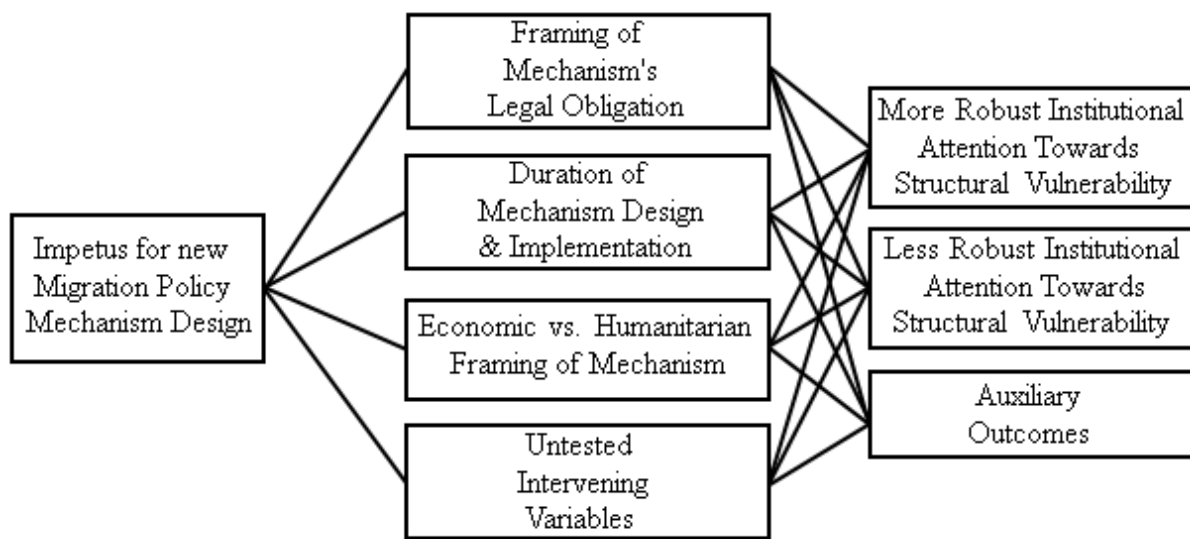 Impetus for new
Migration Policy
Mechanism Design
Framing of
Mechanism's
Legal Obligation
Duration of
Mechanism Design
& Implementation
Economic vs. Humanitarian
Framing of Mechanism
Untested
Intervening
Variables
More Robust Institutional
Attention Towards
Structural Vulnerability
Less Robust Institutional
Attention Towards
Structural Vulnerability
Auxiliary
Outcomes